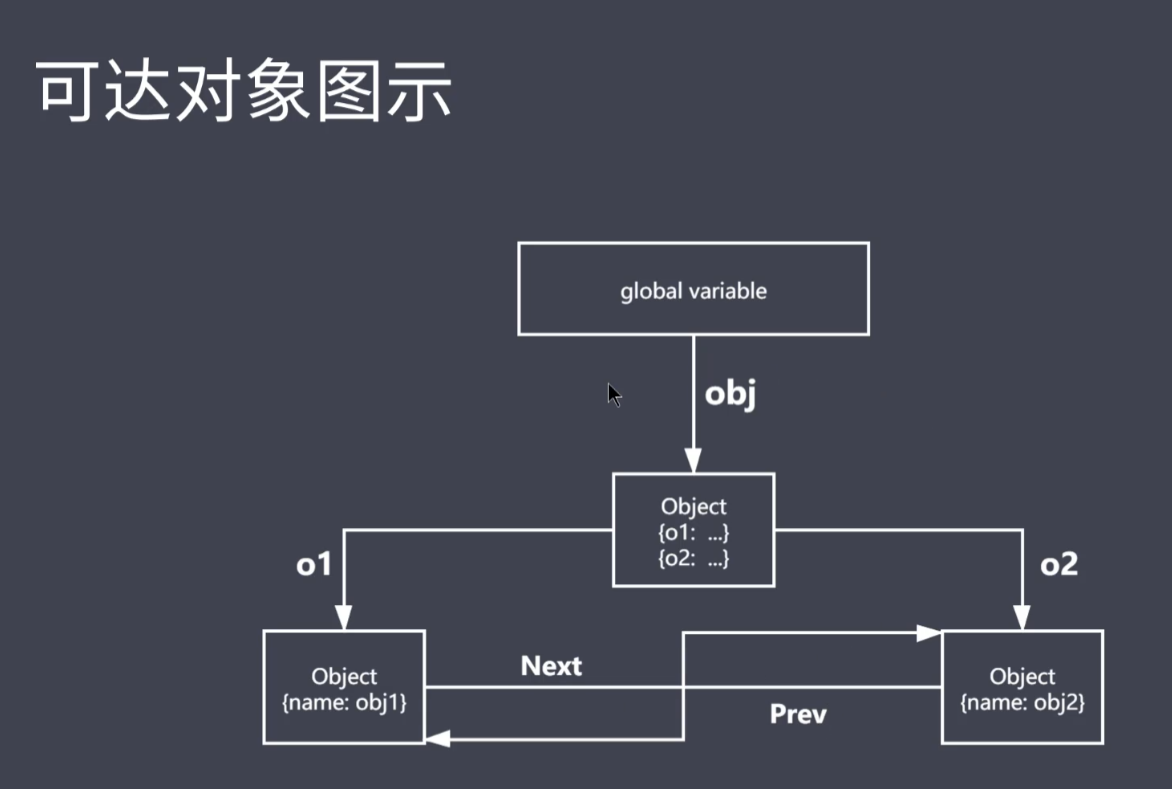 可达对象图示
global variable
obj
Object
{o1: ...}
{o2: ...}
o1
o2
Object
{name: obj1}
Next
Prev
Object
{name: obj2}